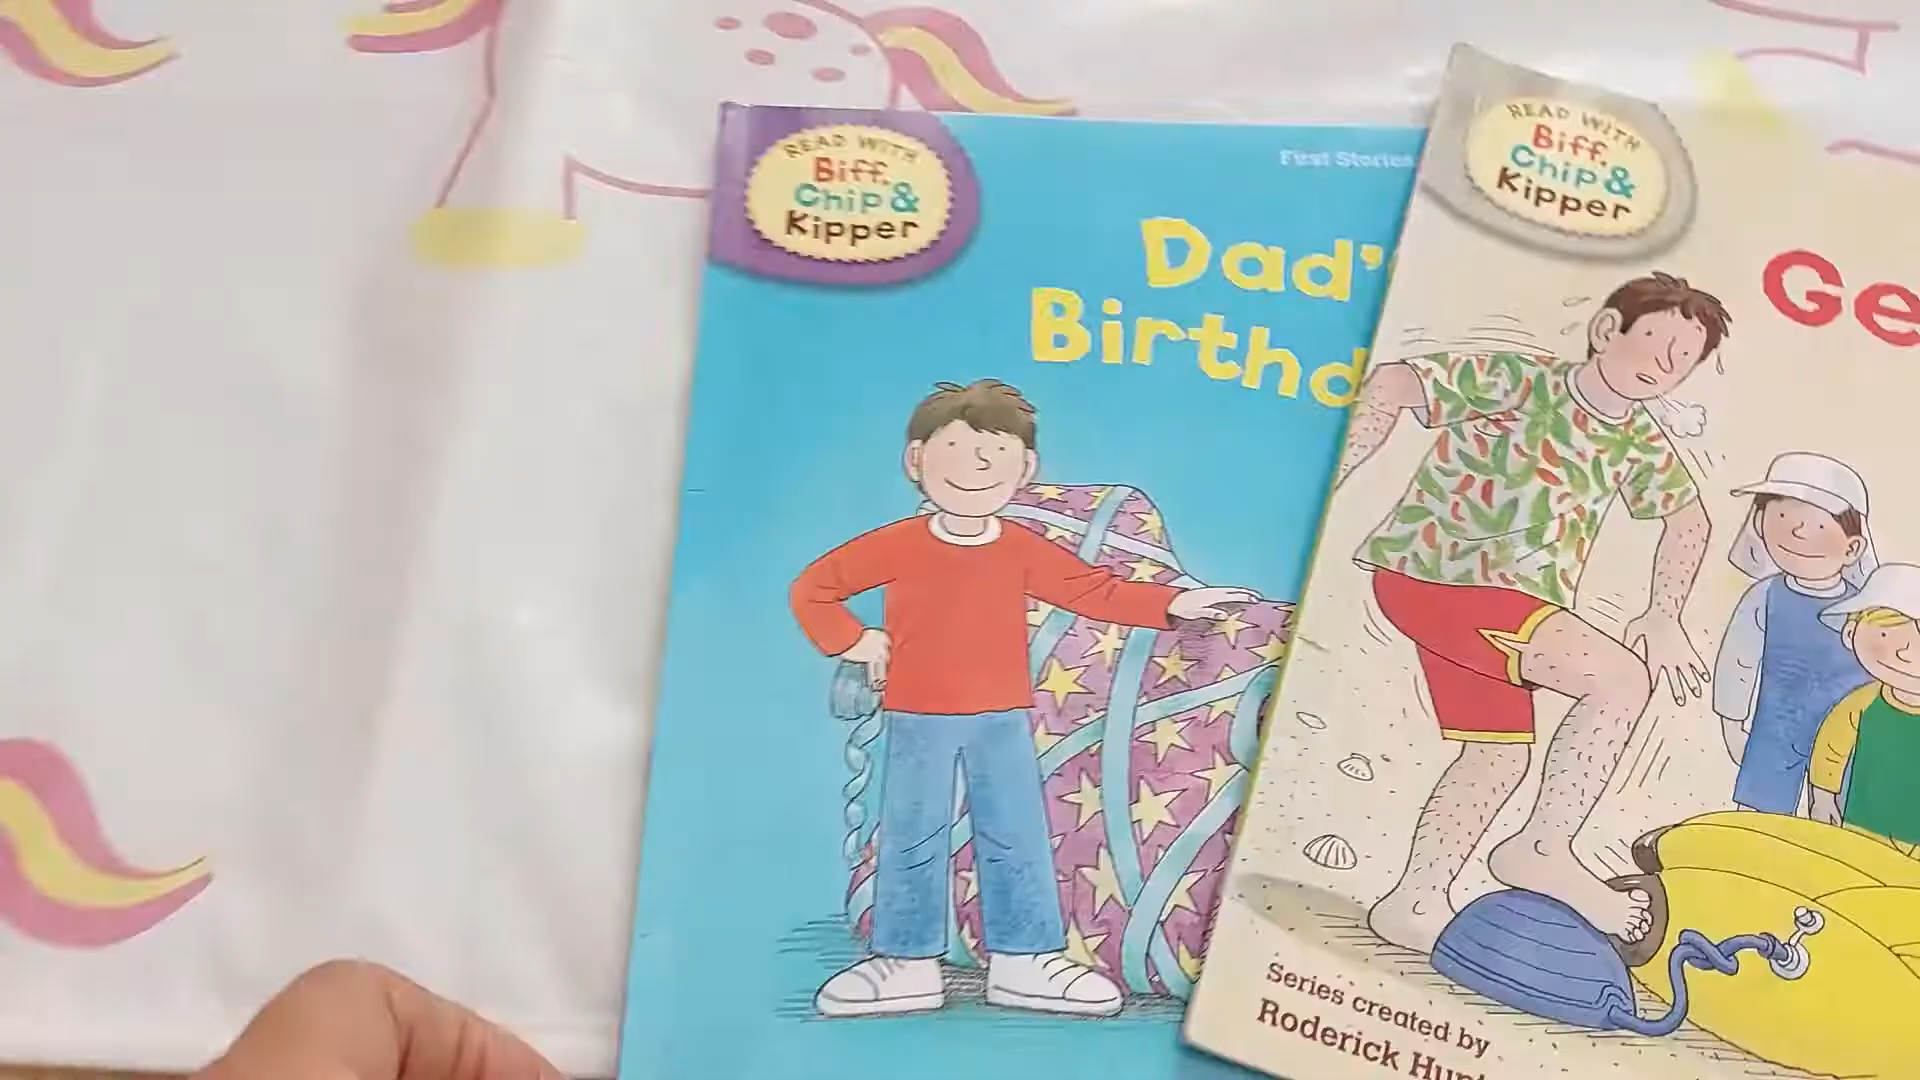 READ WITH
Biff,
Chip &
Kipper
First Stories
Dad's
Birthd
READ WITH
Biff,
Chip &
Kipper
Ge
Series created by
Roderick Hunt